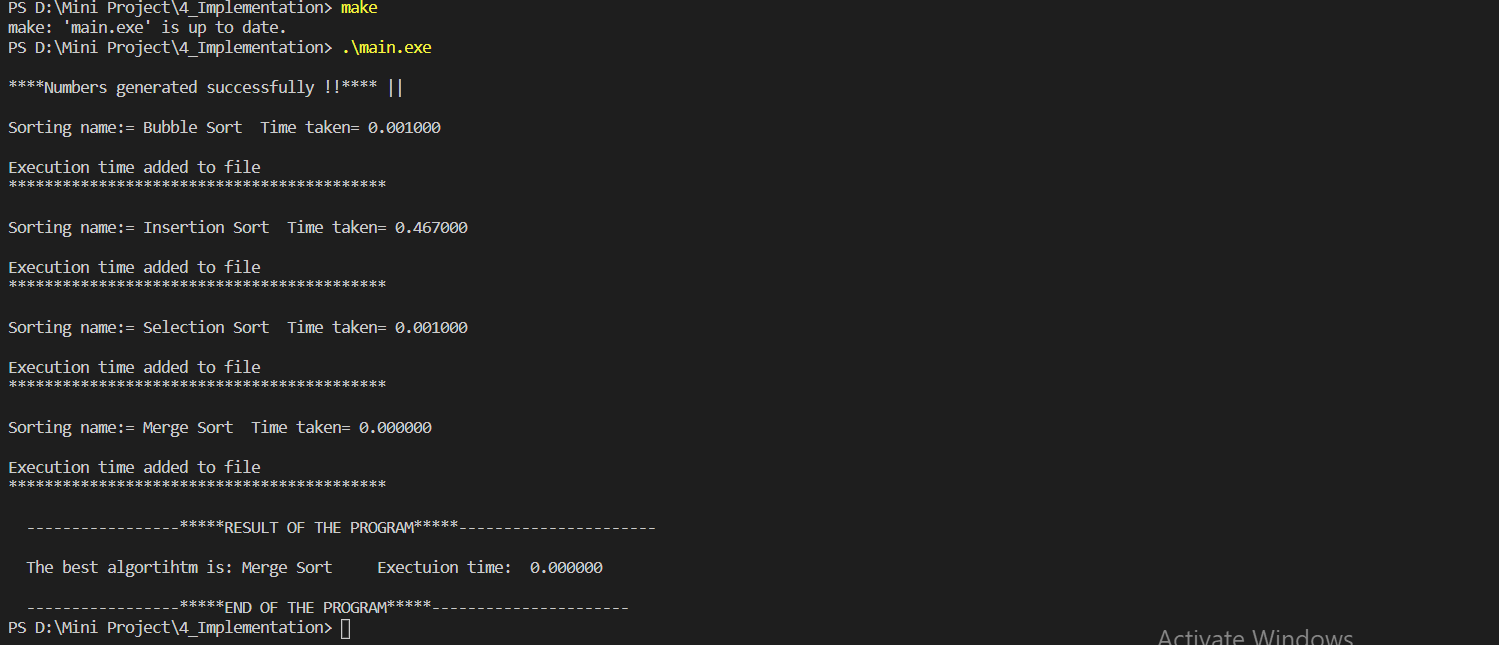 PS D:\Mini Project\4_Implementation> make
make: 'main.exe' is up to date.
PS D:\Mini Project\4_Implementation> .\main.exe
****Numbers generated successfully !!**** ||
Sorting name:= Bubble Sort  Time taken= 0.001000
Execution time added to file
******************************************
Sorting name:= Insertion Sort  Time taken= 0.467000
Execution time added to file
******************************************
Sorting name:= Selection Sort  Time taken= 0.001000
Execution time added to file
******************************************
Sorting name:= Merge Sort  Time taken= 0.000000
Execution time added to file
******************************************
-----------------*****RESULT OF THE PROGRAM*****----------------------
The best algortihtm is: Merge Sort     Exectuion time:  0.000000
-----------------*****END OF THE PROGRAM*****----------------------
PS D:\Mini Project\4_Implementation>
Activate Windows